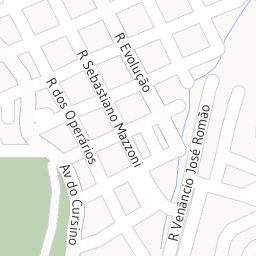 R Evolução
R Sebastiano Mazzoni
R dos Operários
Av do Cursino
R Venâncio José Romão